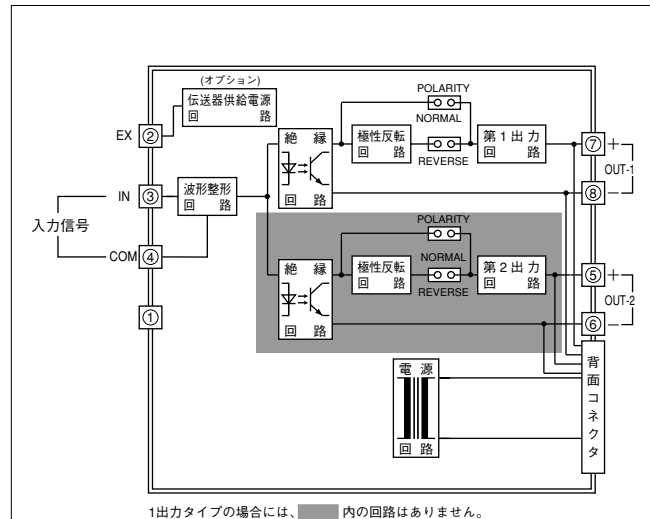 (オプション)
伝送器供給電源
回 路
EX
②
IN
③
波形整形
回 路
入力信号
COM
④
①
絶 縁
回 路
POLARITY
NORMAL
極性反転
回 路
REVERSE
第1出力
回 路
⑦
+
OUT-1
⑧
−
絶 縁
回 路
POLARITY
NORMAL
極性反転
回 路
REVERSE
第2出力
回 路
⑤
+
OUT-2
⑥
−
電 源
回 路
背面コネクタ
1出力タイプの場合には、 内の回路はありません。